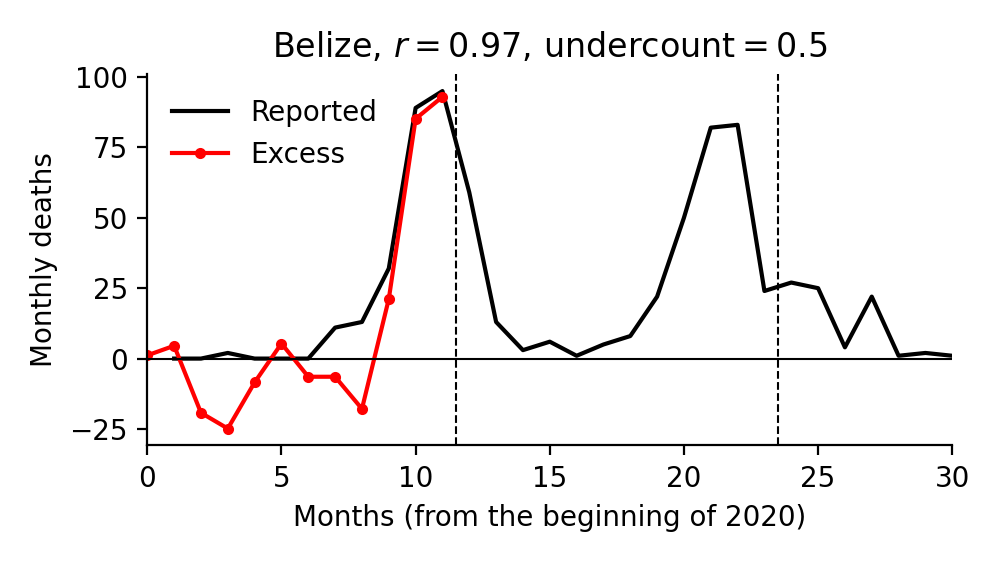 Belize, r = 0.97, undercount = 0.5
100
75
50
25
0
−25
Monthly deaths
Reported
Excess
0 5 10 15 20 25 30
Months (from the beginning of 2020)